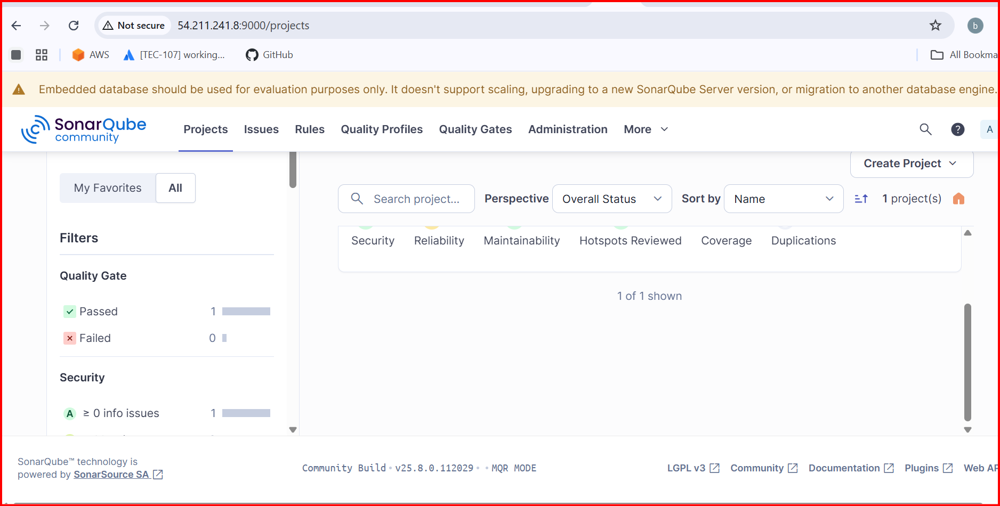 Not secure 54.211.241.8:9000/projects b
AWS [TEC-107] working... GitHub All Bookma
Embedded database should be used for evaluation purposes only. It doesn't support scaling, upgrading to a new SonarQube Server version, or migration to another database engine.
SonarQube community
Projects Issues Rules Quality Profiles Quality Gates Administration More ? A
Create Project
My Favorites All
Search project... Perspective Overall Status Sort by Name 1 project(s)
Filters
Security Reliability Maintainability Hotspots Reviewed Coverage Duplications
Quality Gate
1 of 1 shown
Passed 1
Failed 0
Security
A ≥ 0 info issues 1
SonarQube™ technology is
powered by SonarSource SA
Community Build • v25.8.0.112029 • • MQR MODE
LGPL v3 Community Documentation Plugins Web AP